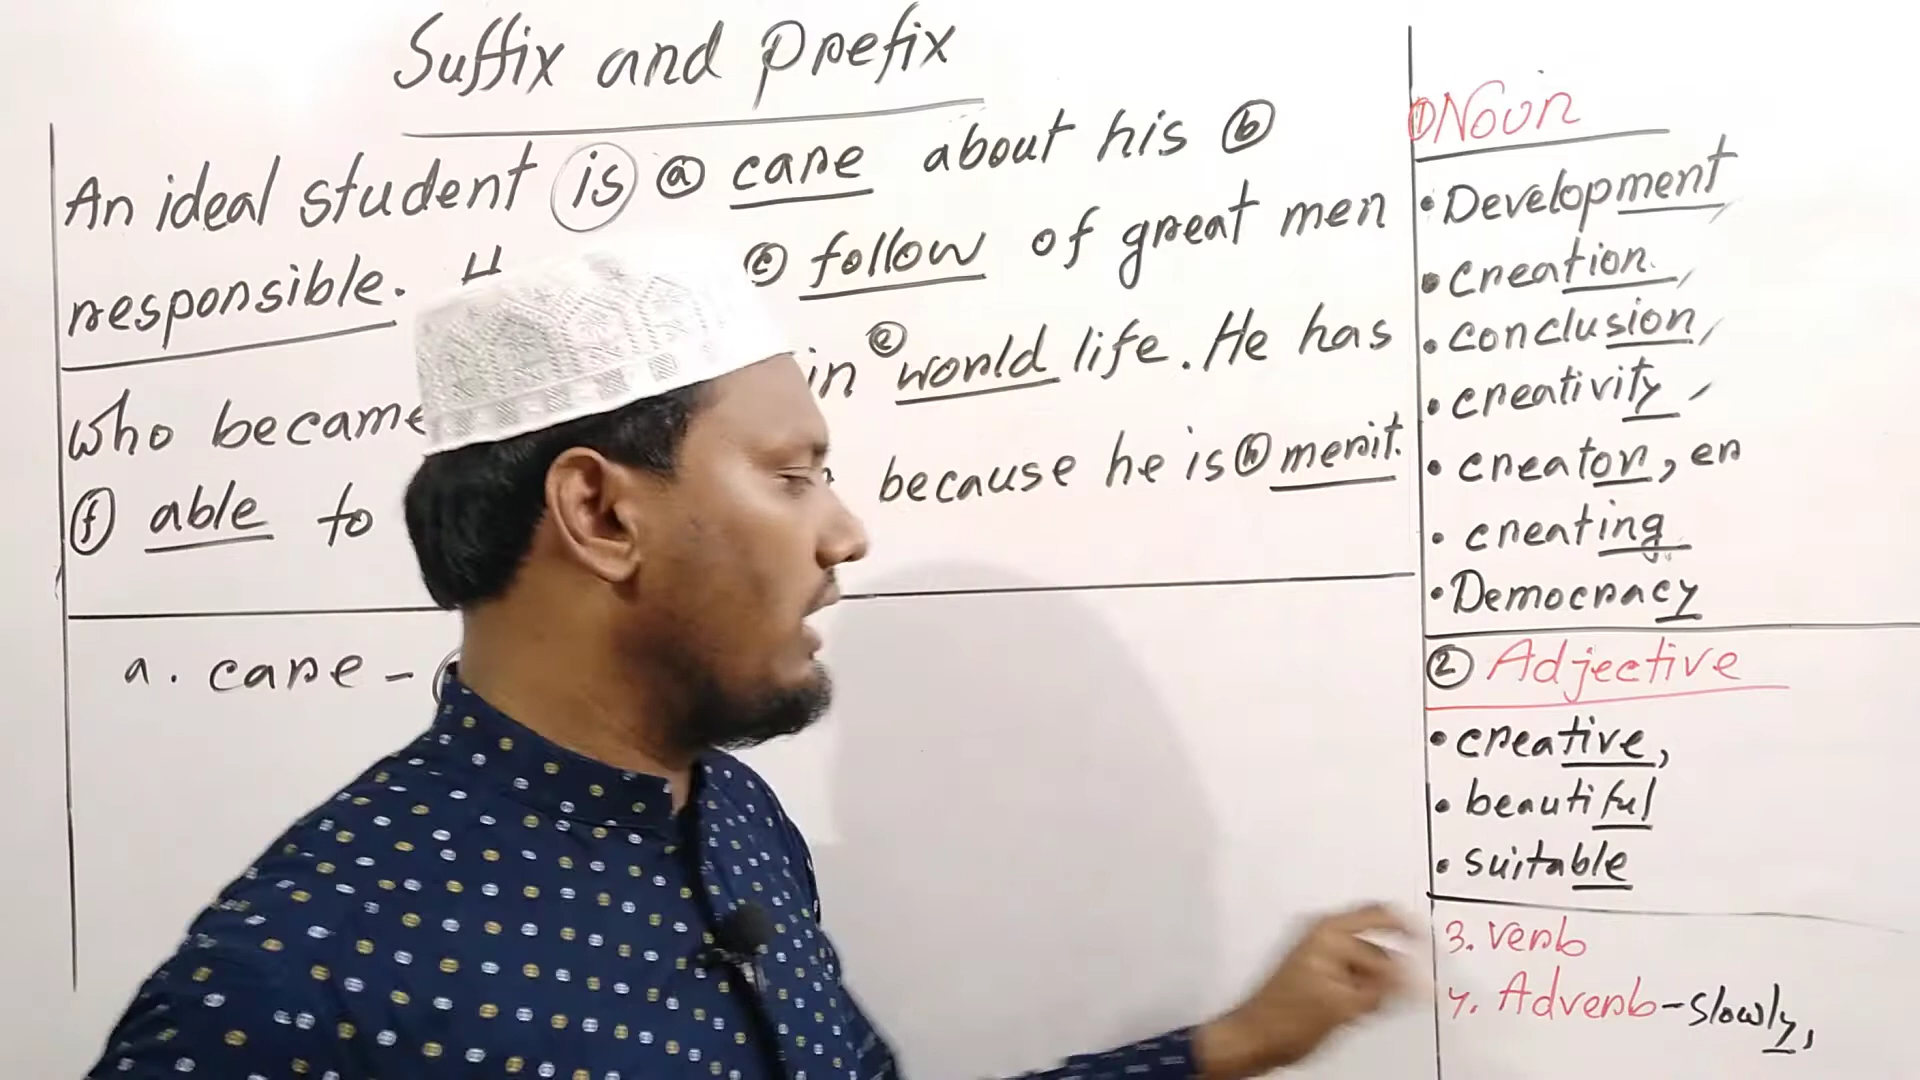 Suffix and Prefix
An ideal student is ⓐ care about his ⓑ
responsible. ⓒ follow of great men
who became in ⓔ world life. He has
ⓕ able to because he is ⓗ merit.
a. care -
① Noun
• Development,
• creation,
• conclusion,
• creativity,
• creator, er
• creating
• Democracy
② Adjective
• creative,
• beautiful
• suitable
3. verb
4. Adverb - slowly,